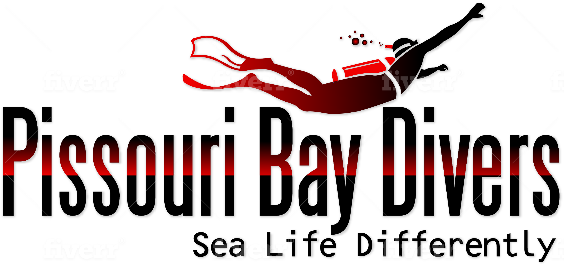 Pissouri Bay Divers
Sea Life Differently